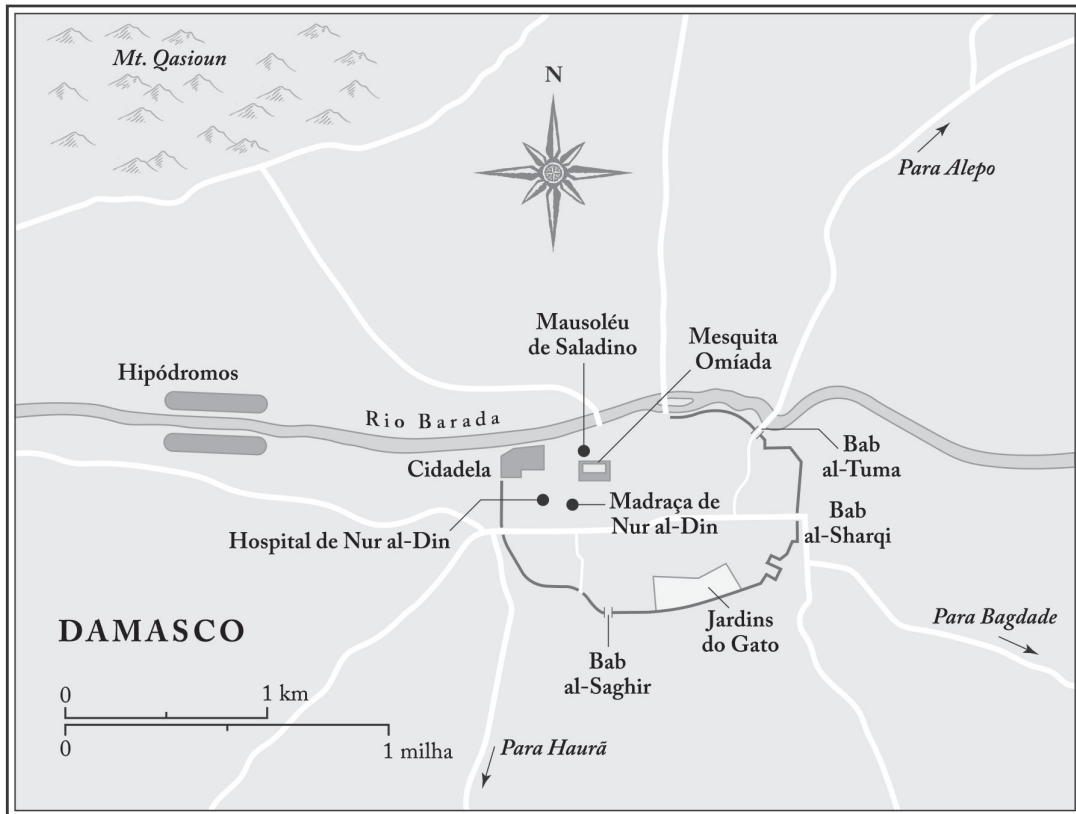 Mt. Qasioun
N
Para Alepo
Mausoléu
de Saladino
Mesquita
Omíada
Hipódromos
Rio Barada
Cidadela
Bab
al-Tuma
Hospital de Nur al-Din
Madraça de
Nur al-Din
Bab
al-Sharqi
DAMASCO
Jardins
do Gato
Para Bagdade
Bab
al-Saghir
0 1 km
0 1 milha
Para Haurã